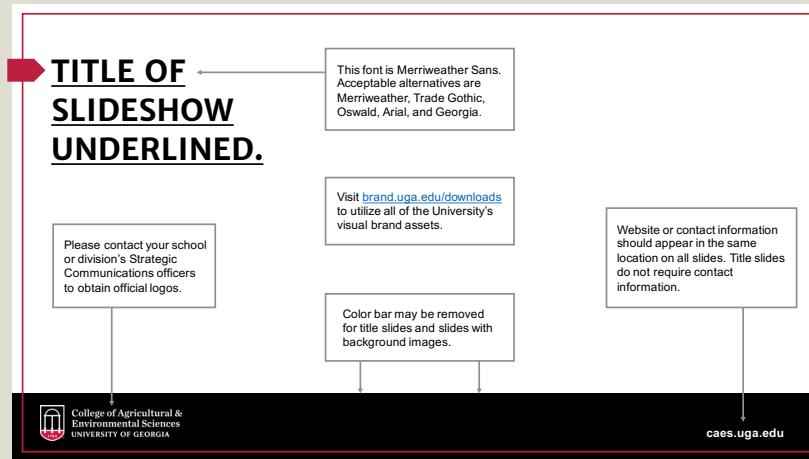 TITLE OF
SLIDESHOW
UNDERLINED.
This font is Merriweather Sans.
Acceptable alternatives are
Merriweather, Trade Gothic,
Oswald, Arial, and Georgia.
Visit brand.uga.edu/downloads
to utilize all of the University’s
visual brand assets.
Please contact your school
or division’s Strategic
Communications officers
to obtain official logos.
Website or contact information
should appear in the same
location on all slides. Title slides
do not require contact
information.
Color bar may be removed
for title slides and slides with
background images.
1785
College of Agricultural &
Environmental Sciences
UNIVERSITY OF GEORGIA
caes.uga.edu